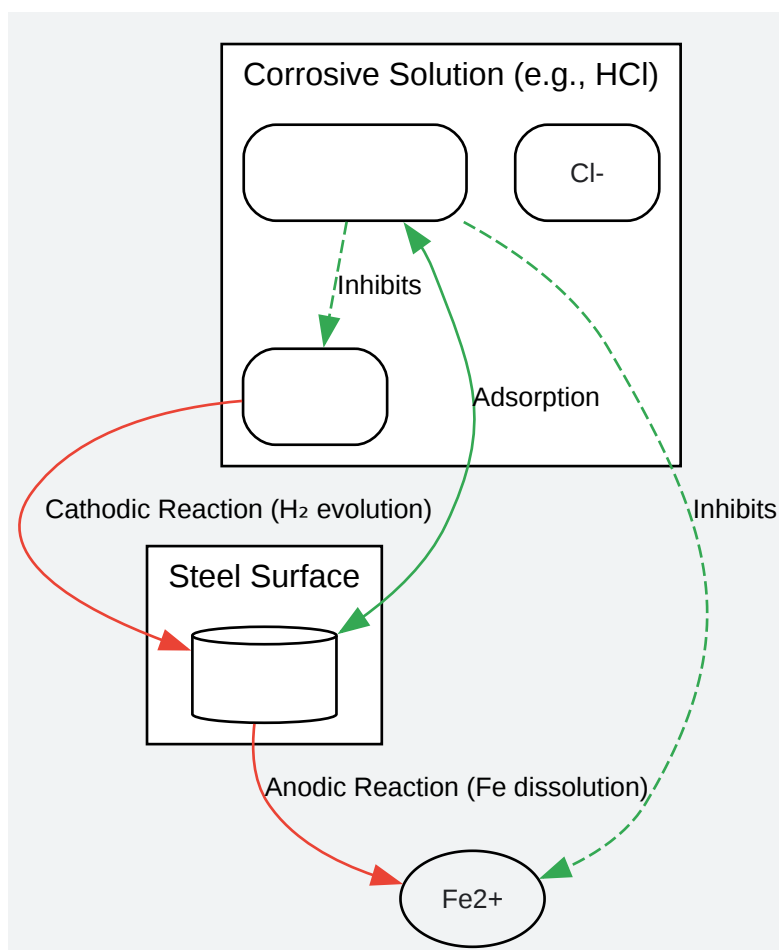 Corrosive Solution (e.g., HCl)
Cl-
Inhibits
Adsorption
Cathodic Reaction (H₂ evolution)
Inhibits
Steel Surface
Anodic Reaction (Fe dissolution)
Fe2+